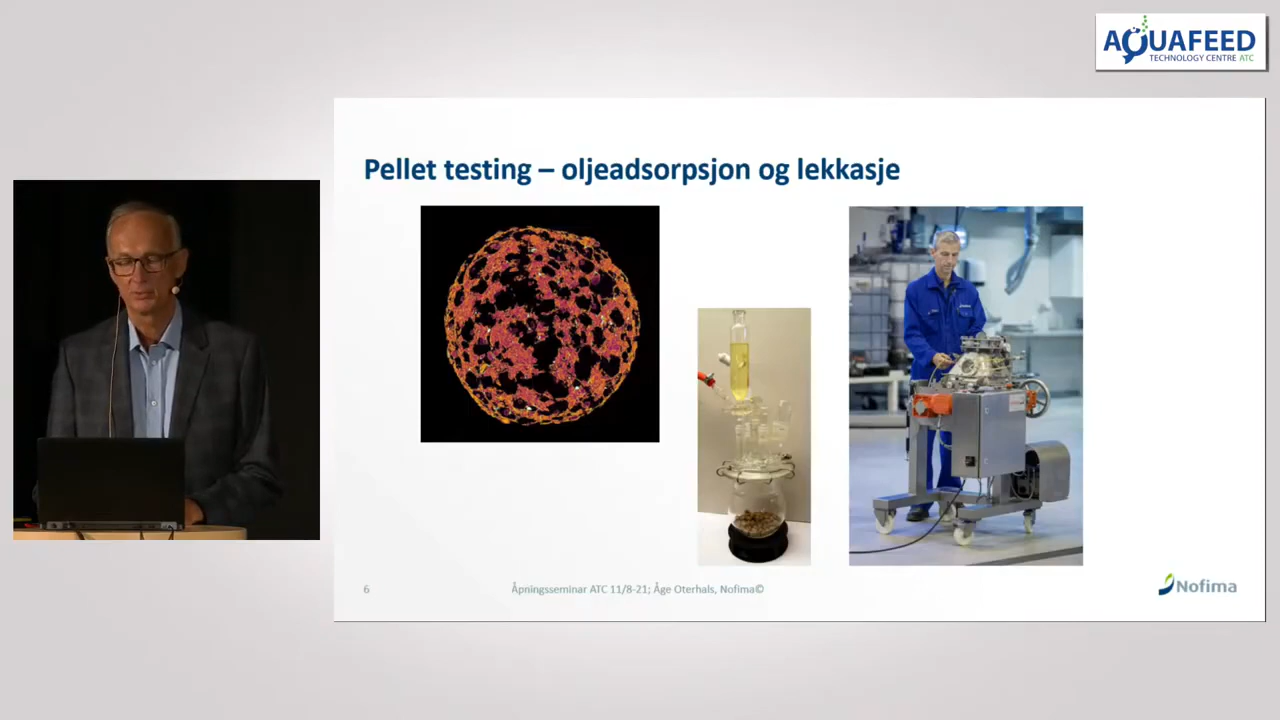 AQUAFEED
TECHNOLOGY CENTRE ATC
Pellet testing – oljeadsorpsjon og lekkasje
6
Åpningsseminar ATC 11/8-21; Åge Oterhals, Nofima©
Nofima